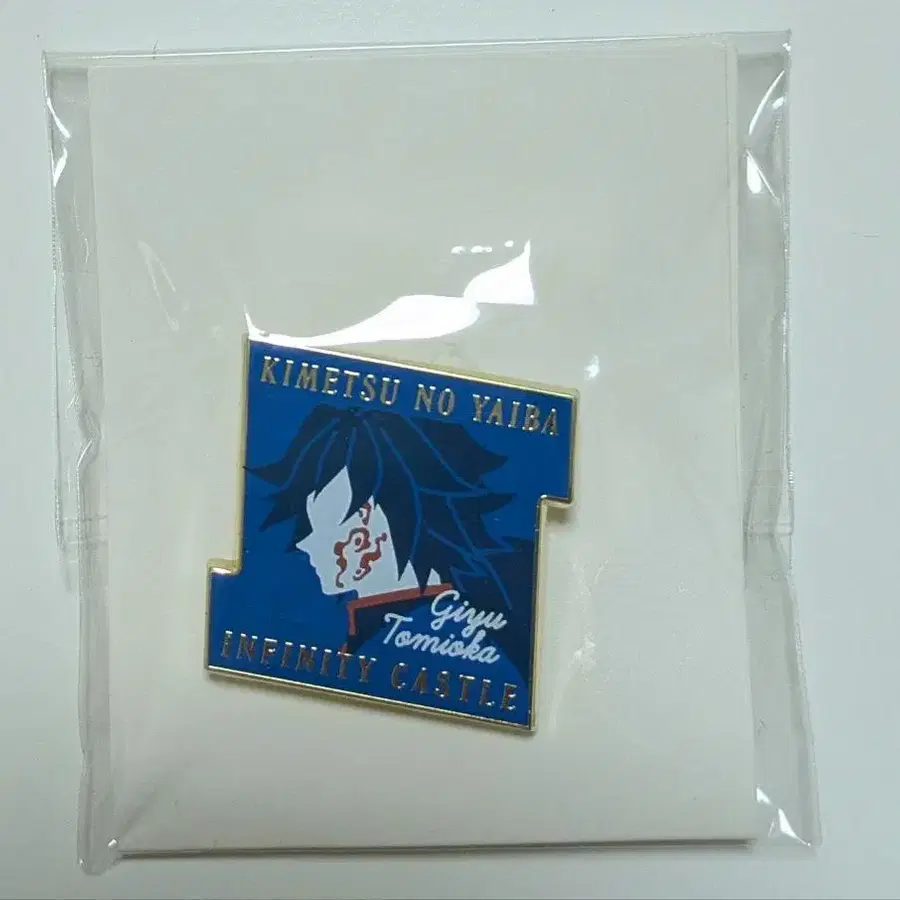 KIMETSU NO YAIBA
Giyu
Tomioka
INFINITY CASTLE